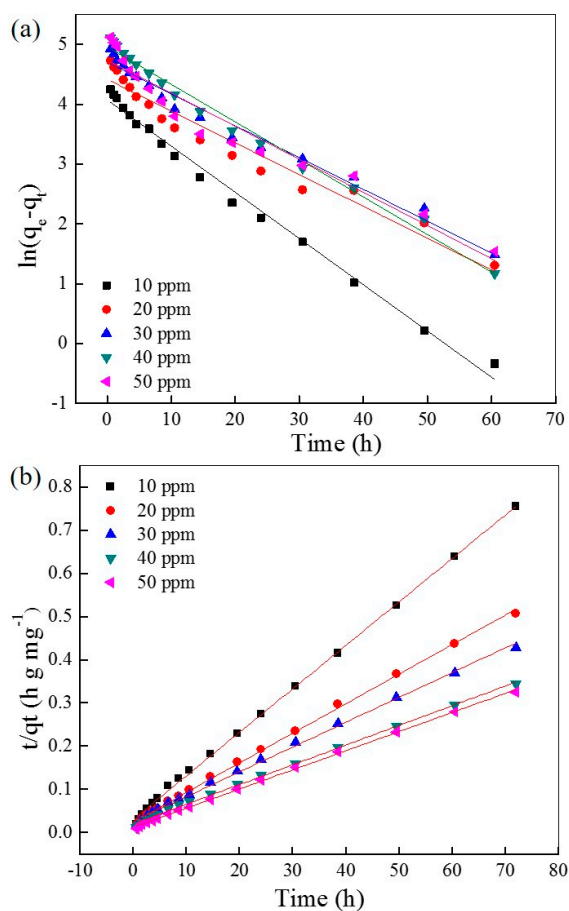 (a)
5
4
3
2
1
0
-1
ln(qₑ-qₜ)
10 ppm
20 ppm
30 ppm
40 ppm
50 ppm
0 10 20 30 40 50 60 70
Time (h)
(b)
0.8
0.7
0.6
0.5
0.4
0.3
0.2
0.1
0.0
t/qt (h g mg⁻¹)
10 ppm
20 ppm
30 ppm
40 ppm
50 ppm
-10 0 10 20 30 40 50 60 70 80
Time (h)